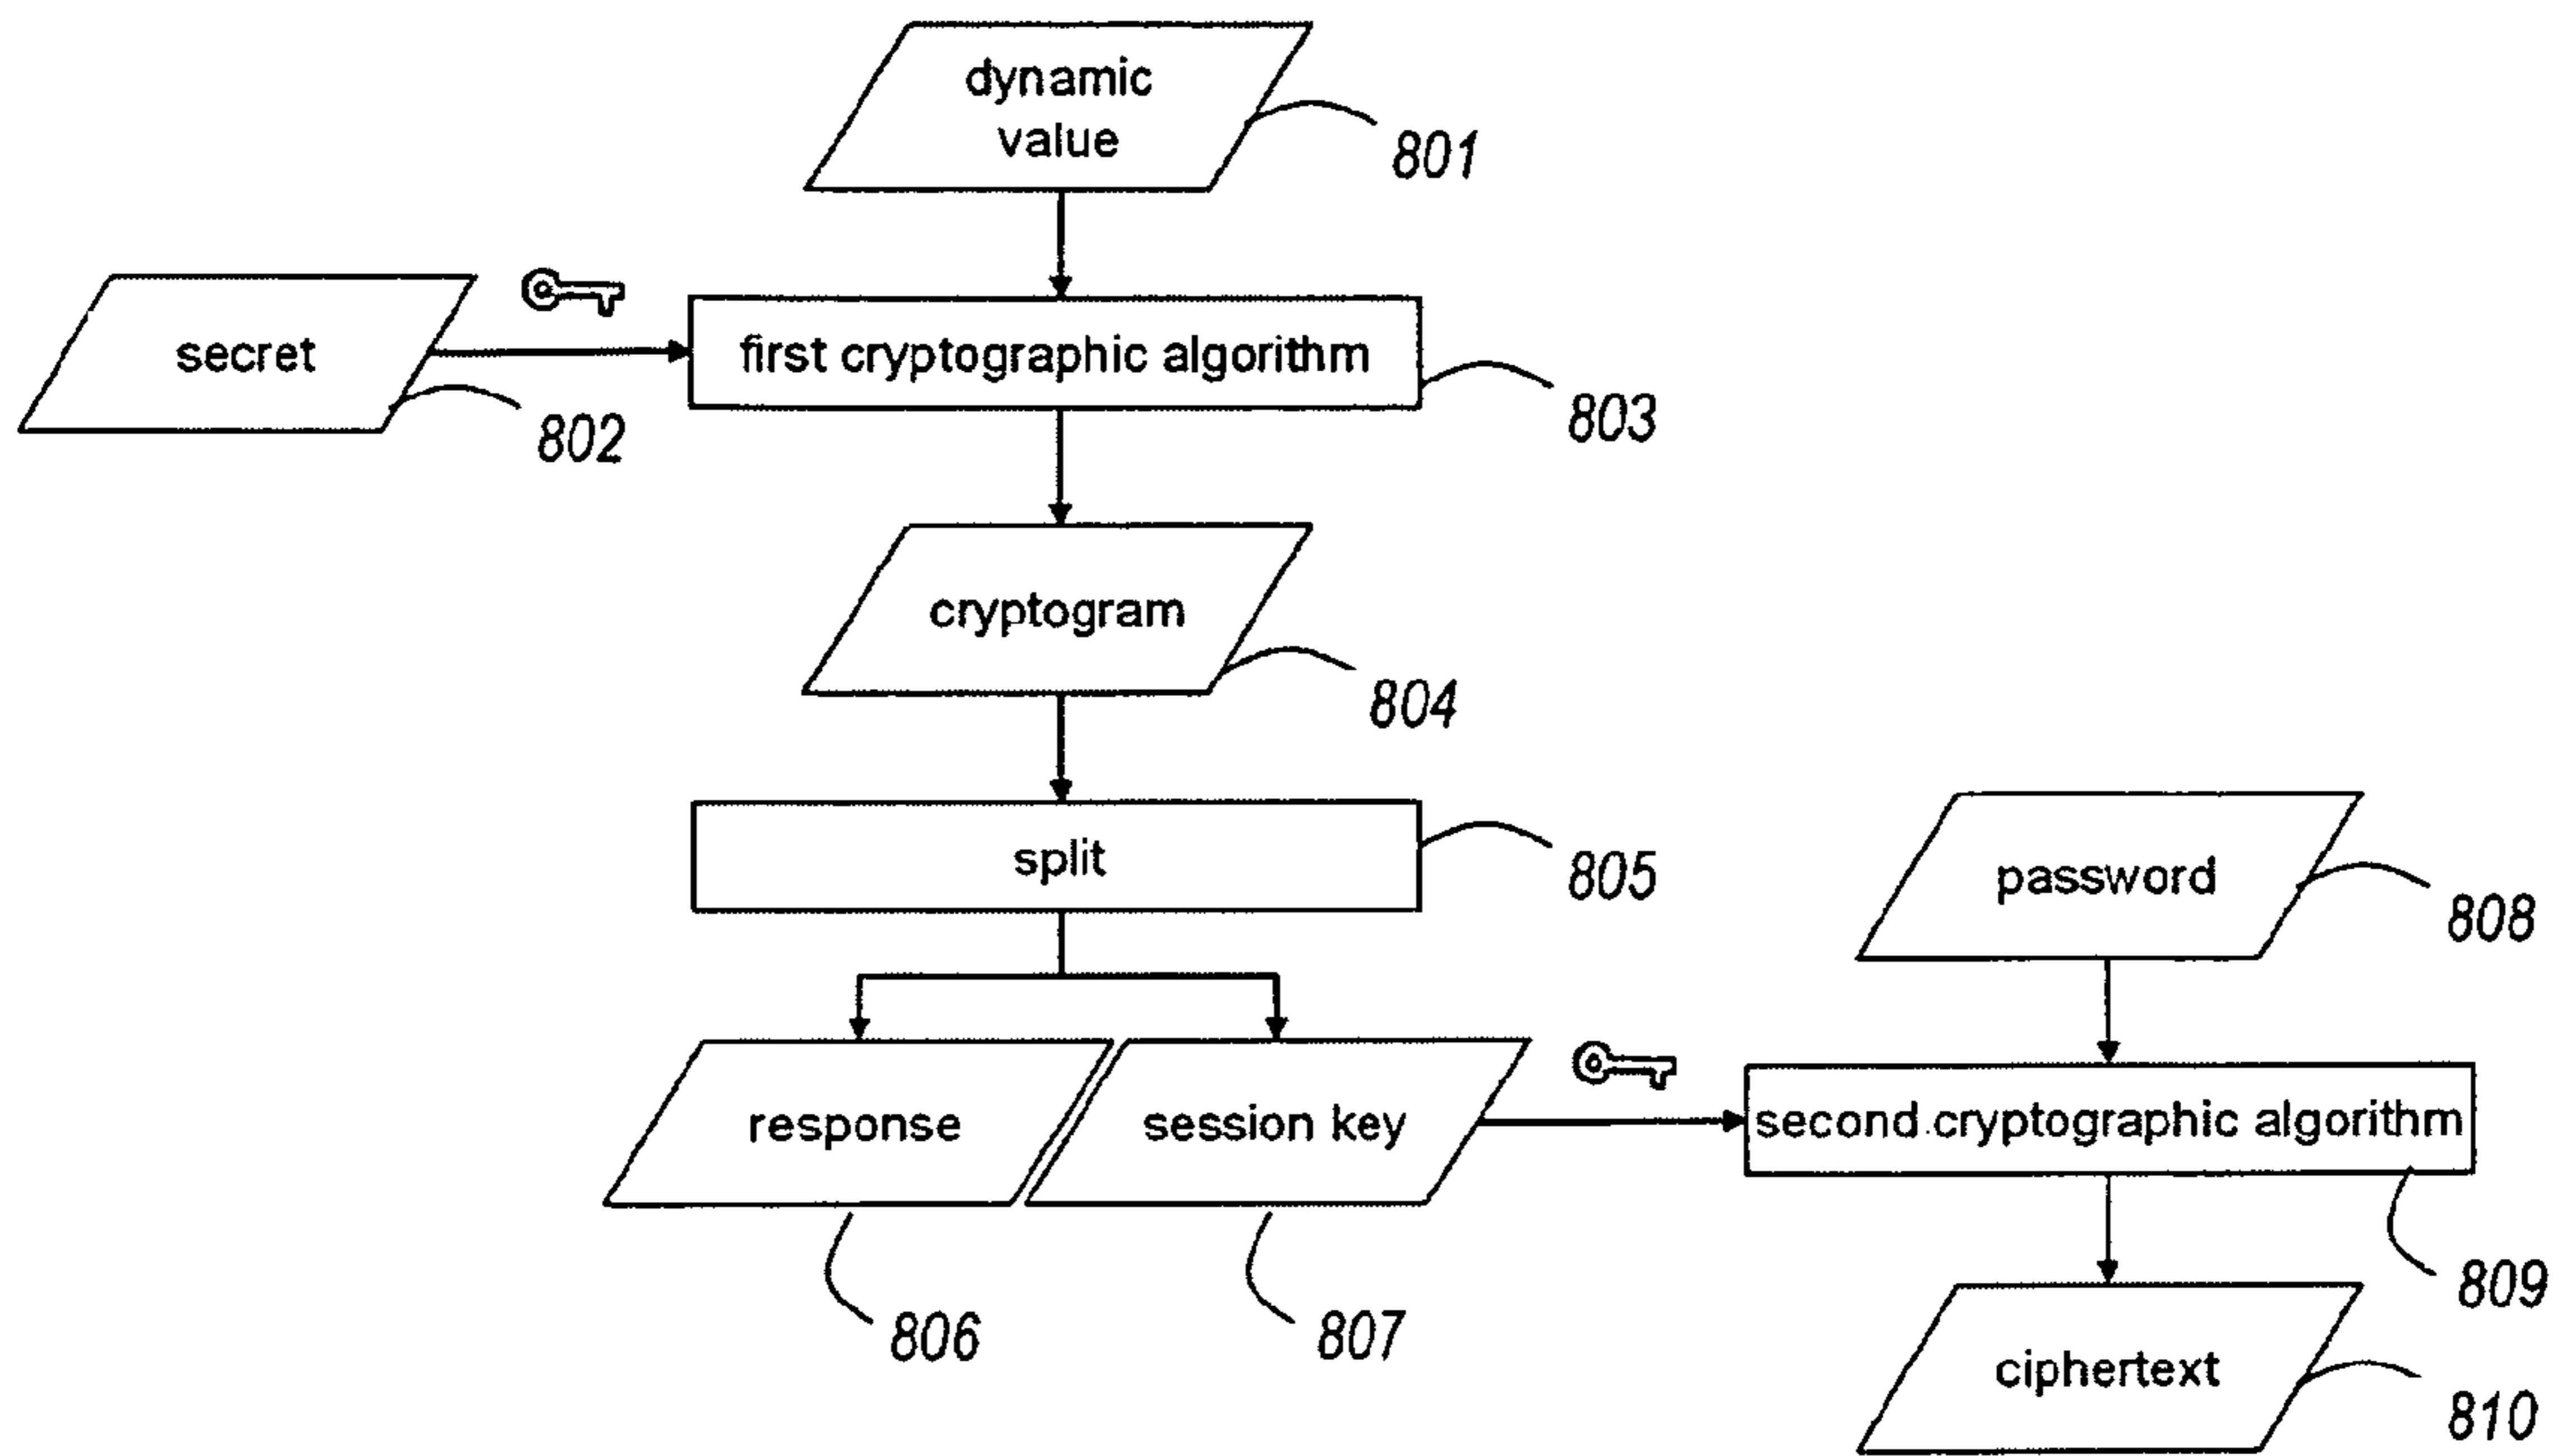 dynamic
value
801
secret
802
first cryptographic algorithm
803
cryptogram
804
split
805
password
808
response
806
session key
807
second cryptographic algorithm
809
ciphertext
810